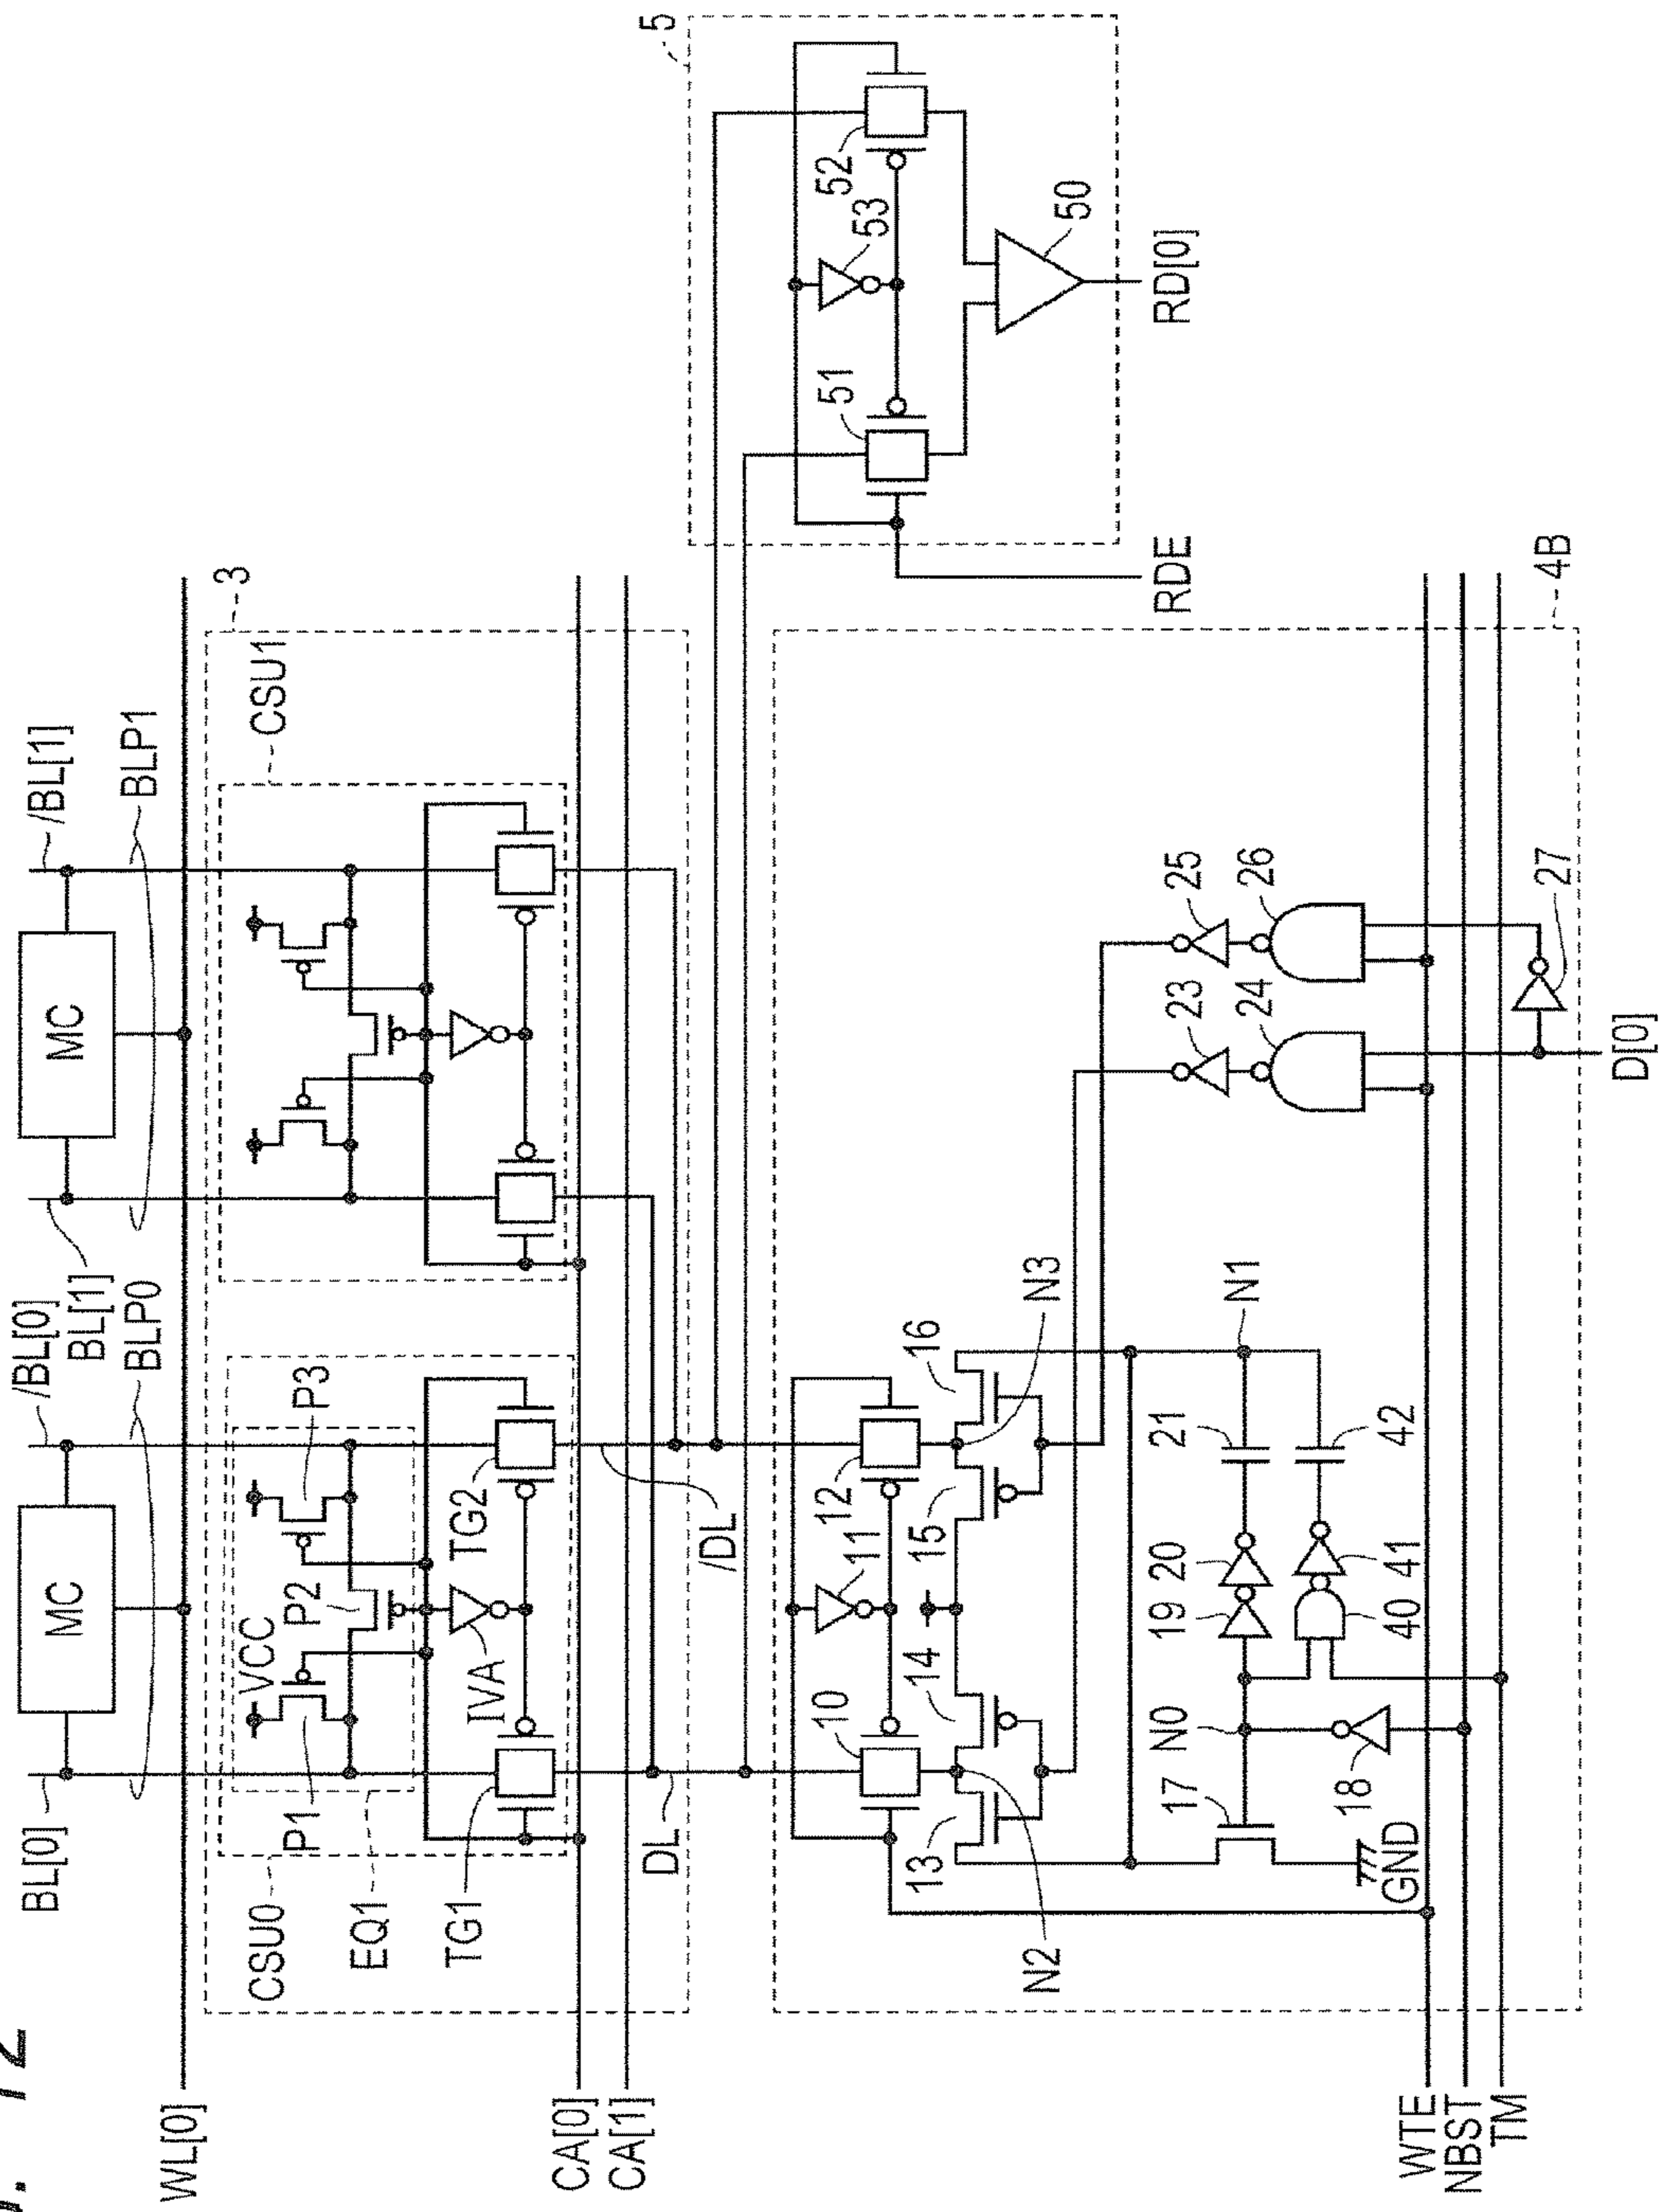 12
WL[0]
CA[0]
CA[1]
WTE
NBST
TM
BL[0]
/BL[0]
BL[1]
/BL[1]
BLP0
BLP1
MC
MC
3
CSU0
CSU1
EQ1
VCC
P1
P2
P3
IVA
TG1
TG2
DL
/DL
5
51
52
53
50
RDE
RD[0]
4B
10
11
12
13
14
15
16
N2
N3
N1
N0
17
18
19
20
21
40
41
42
GND
23
24
25
26
27
D[0]